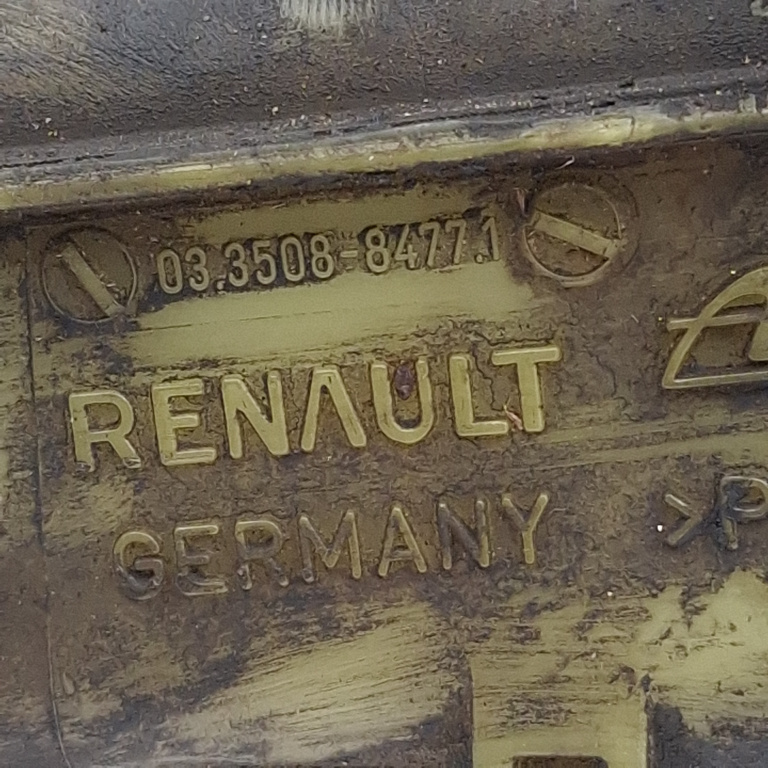 03.3508-8477.1
RENAULT
GERMANY
>P